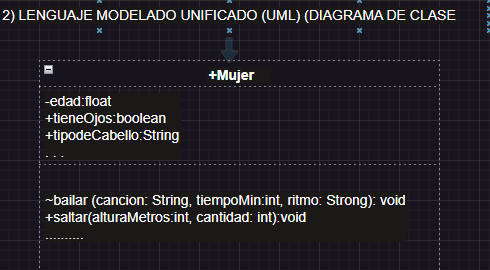 2) LENGUAJE MODELADO UNIFICADO (UML) (DIAGRAMA DE CLASE
+Mujer
-edad:float
+tieneOjos:boolean
+tipodeCabello:String
. . .
~bailar (cancion: String, tiempoMin:int, ritmo: Strong): void
+saltar(alturaMetros:int, cantidad: int):void
..........